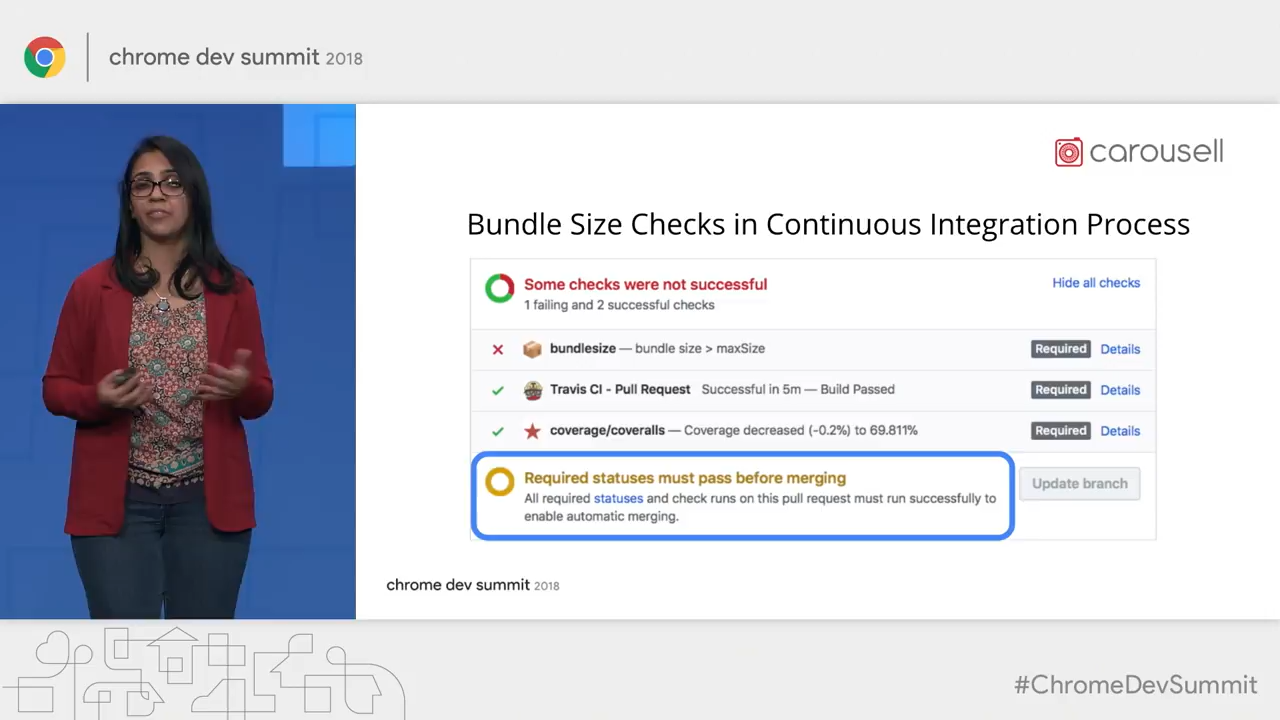 chrome dev summit 2018
carousell
Bundle Size Checks in Continuous Integration Process
Some checks were not successful
Hide all checks
1 failing and 2 successful checks
bundlesize — bundle size > maxSize
Required Details
Travis CI - Pull Request Successful in 5m — Build Passed
Required Details
coverage/coveralls — Coverage decreased (-0.2%) to 69.811%
Required Details
Required statuses must pass before merging
All required statuses and check runs on this pull request must run successfully to
enable automatic merging.
Update branch
chrome dev summit 2018
#ChromeDevSummit